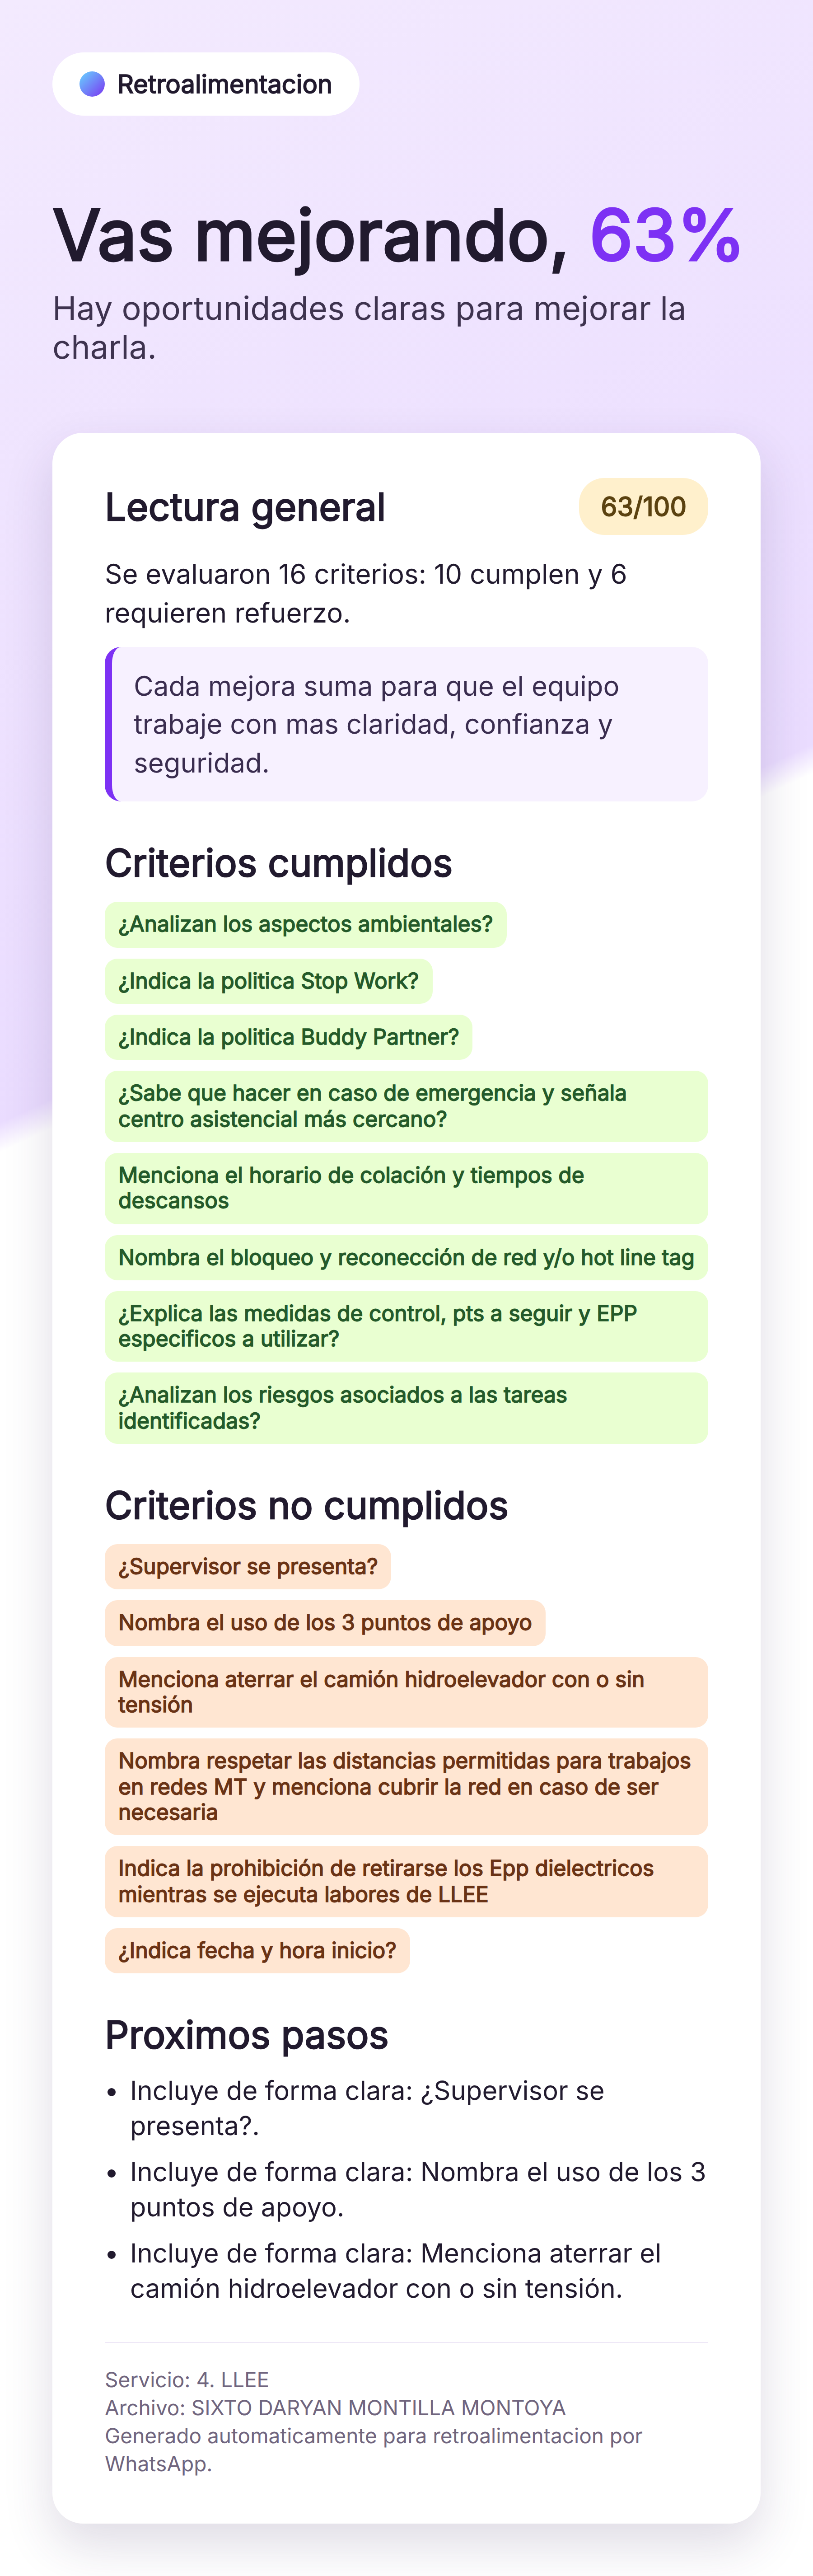 Retroalimentacion
Vas mejorando, 63%
Hay oportunidades claras para mejorar la
charla.
Lectura general
63/100
Se evaluaron 16 criterios: 10 cumplen y 6
requieren refuerzo.
Cada mejora suma para que el equipo
trabaje con mas claridad, confianza y
seguridad.
Criterios cumplidos
¿Analizan los aspectos ambientales?
¿Indica la politica Stop Work?
¿Indica la politica Buddy Partner?
¿Sabe que hacer en caso de emergencia y señala
centro asistencial más cercano?
Menciona el horario de colación y tiempos de
descansos
Nombra el bloqueo y reconección de red y/o hot line tag
¿Explica las medidas de control, pts a seguir y EPP
especificos a utilizar?
¿Analizan los riesgos asociados a las tareas
identificadas?
Criterios no cumplidos
¿Supervisor se presenta?
Nombra el uso de los 3 puntos de apoyo
Menciona aterrar el camión hidroelevador con o sin
tensión
Nombra respetar las distancias permitidas para trabajos
en redes MT y menciona cubrir la red en caso de ser
necesaria
Indica la prohibición de retirarse los Epp dielectricos
mientras se ejecuta labores de LLEE
¿Indica fecha y hora inicio?
Proximos pasos
• Incluye de forma clara: ¿Supervisor se
presenta?.
• Incluye de forma clara: Nombra el uso de los 3
puntos de apoyo.
• Incluye de forma clara: Menciona aterrar el
camión hidroelevador con o sin tensión.
Servicio: 4. LLEE
Archivo: SIXTO DARYAN MONTILLA MONTOYA
Generado automaticamente para retroalimentacion por
WhatsApp.